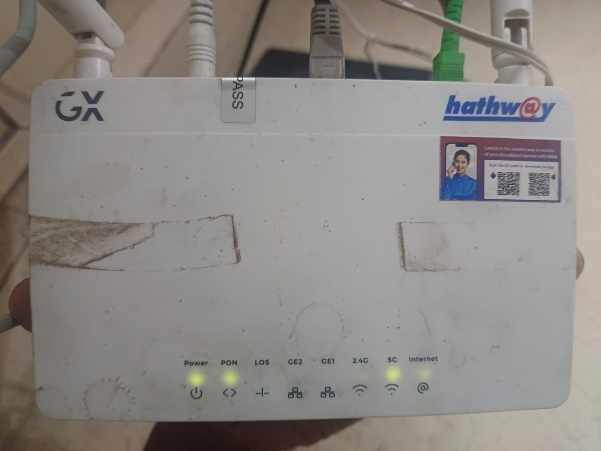 GX
PASS
hathw@y
Power PON LOS GE2 GE1 2.4G 5G Internet